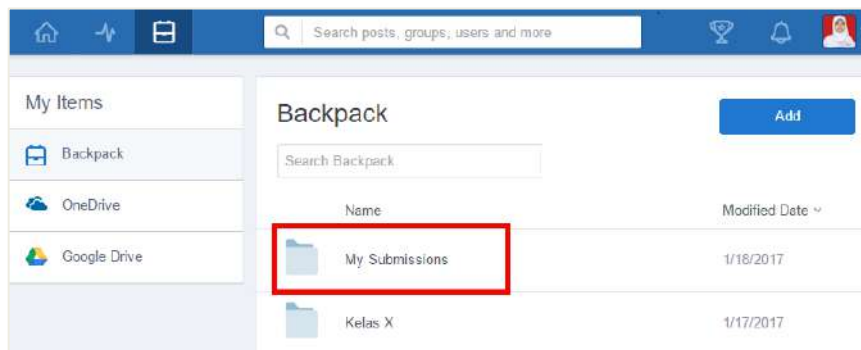 Search posts, groups, users and more
My Items
Backpack
OneDrive
Google Drive
Backpack
Add
Search Backpack
Name Modified Date
My Submissions 1/18/2017
Kelas X 1/17/2017